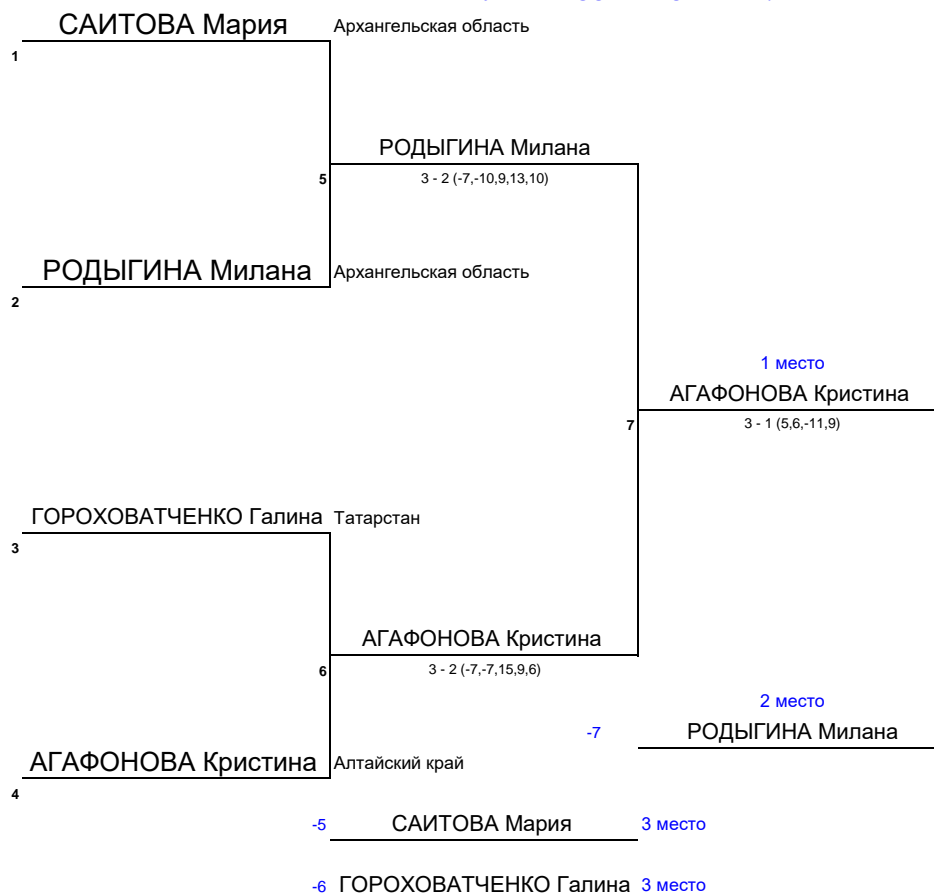 САИТОВА Мария Архангельская область
1
РОДЫГИНА Милана
5 3 - 2 (-7,-10,9,13,10)
РОДЫГИНА Милана Архангельская область
2
1 место
АГАФОНОВА Кристина
7 3 - 1 (5,6,-11,9)
ГОРОХОВАТЧЕНКО Галина Татарстан
3
АГАФОНОВА Кристина
6 3 - 2 (-7,-7,15,9,6)
2 место
-7 РОДЫГИНА Милана
АГАФОНОВА Кристина Алтайский край
4
-5 САИТОВА Мария 3 место
-6 ГОРОХОВАТЧЕНКО Галина 3 место